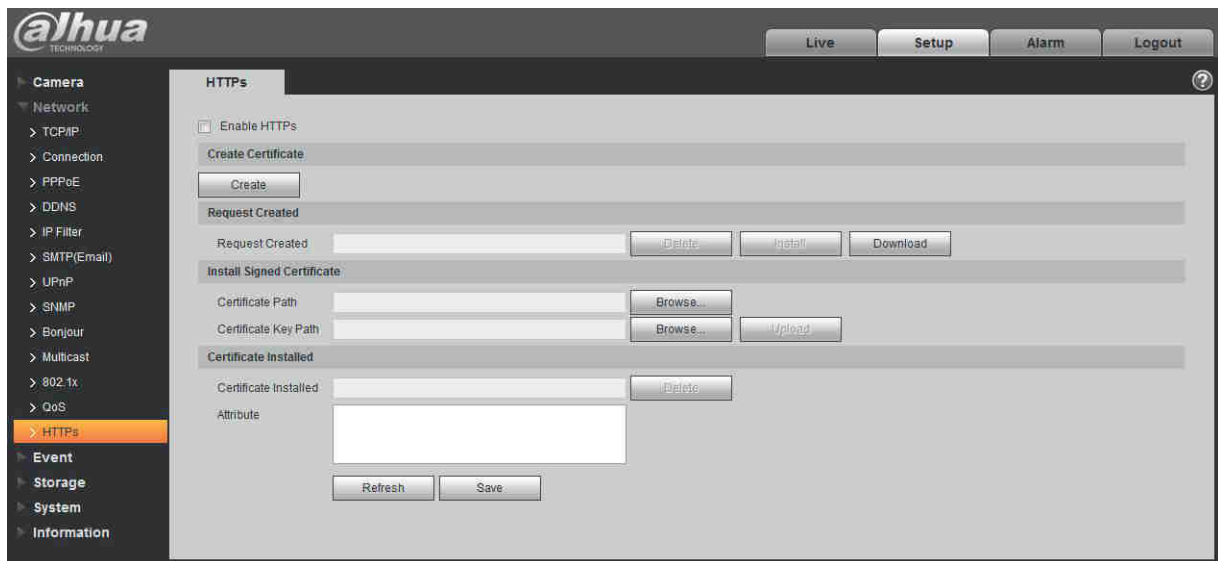 alhua
TECHNOLOGY
Live Setup Alarm Logout
Camera
Network
TCP/IP
Connection
PPPoE
DDNS
IP Filter
SMTP(Email)
UPnP
SNMP
Bonjour
Multicast
802.1x
QoS
HTTPs
Event
Storage
System
Information
HTTPs ?
Enable HTTPs
Create Certificate
Create
Request Created
Request Created Delete Install Download
Install Signed Certificate
Certificate Path Browse...
Certificate Key Path Browse... Upload
Certificate Installed
Certificate Installed Delete
Attribute
Refresh Save